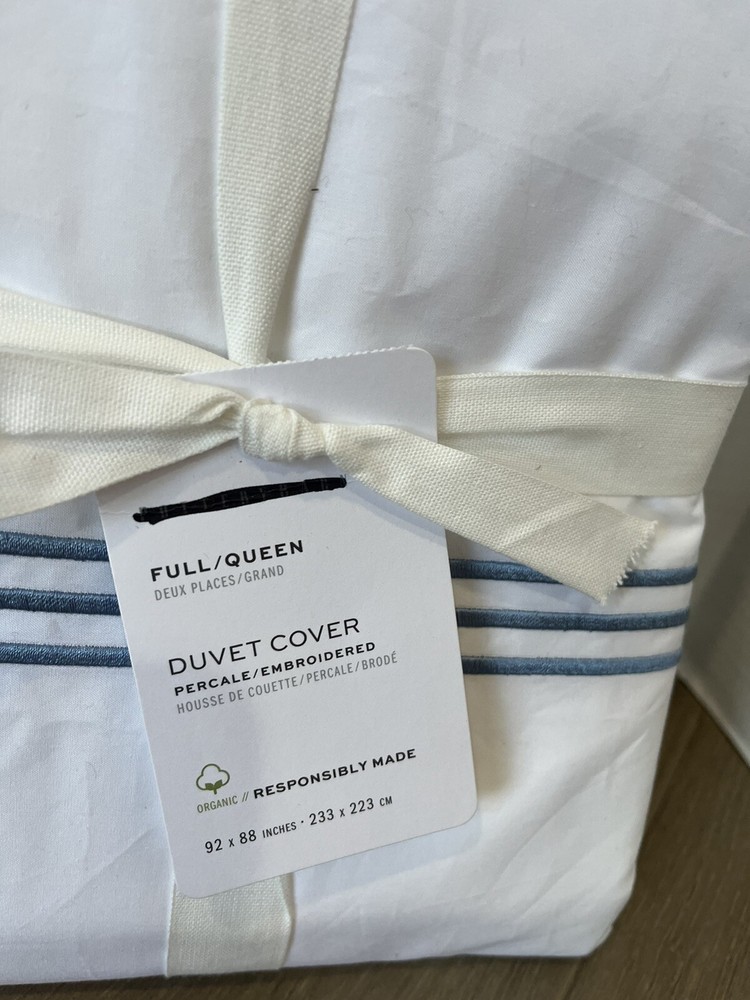 FULL/QUEEN
DEUX PLACES/GRAND
DUVET COVER
PERCALE/EMBROIDERED
HOUSSE DE COUETTE/PERCALE/BRODÉ
ORGANIC // RESPONSIBLY MADE
92 x 88 INCHES · 233 x 223 CM